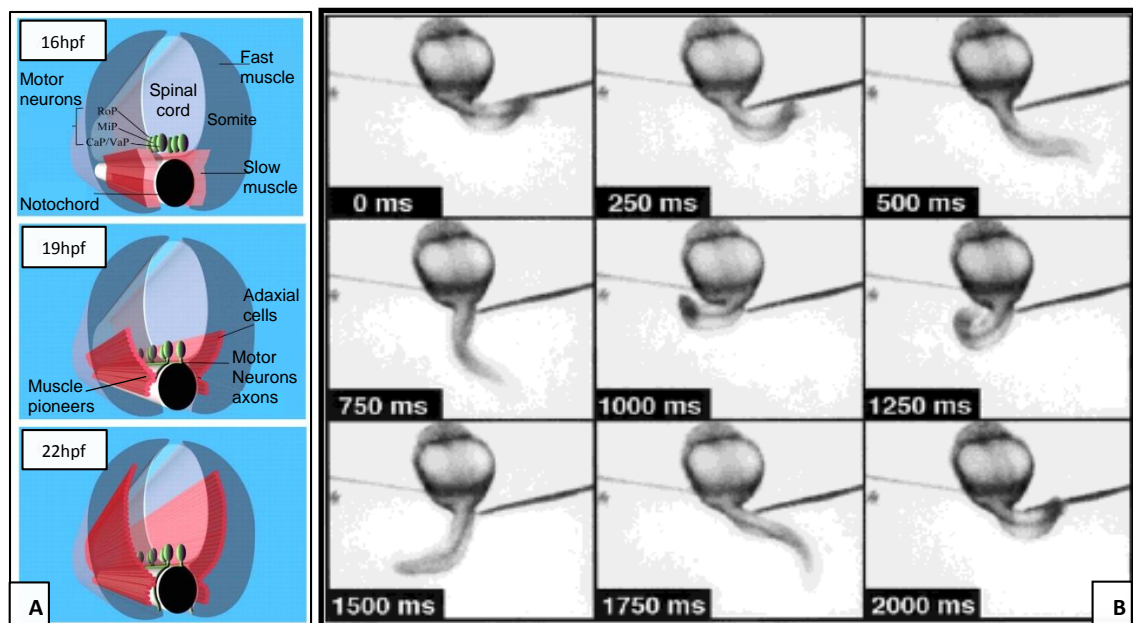 16hpf
Fast
muscle
Motor
neurons
Spinal
cord
RoP
MiP
CaP/VaP
Somite
Slow
muscle
Notochord
19hpf
Adaxial
cells
Motor
Neurons
axons
Muscle
pioneers
22hpf
A
0 ms
250 ms
500 ms
750 ms
1000 ms
1250 ms
1500 ms
1750 ms
2000 ms
B